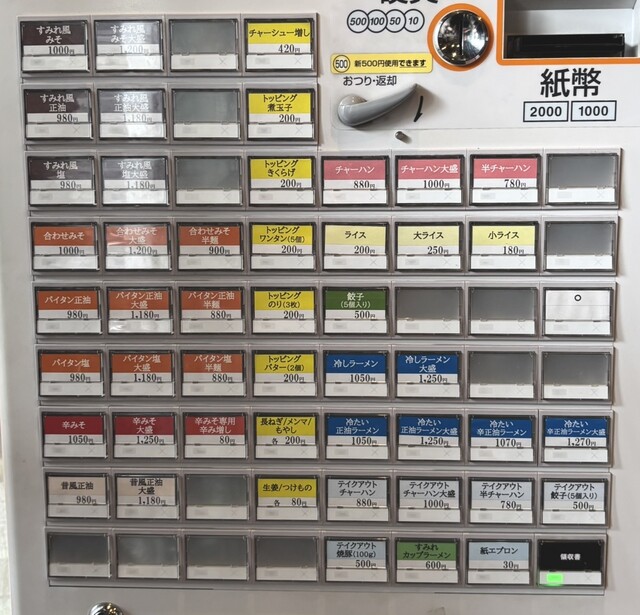 500 100 50 10
500 新500円使用できます
おつり・返却
紙幣
2000 1000
すみれ風
みそ
1000円
すみれ風
みそ大盛
1,200円
チャーシュー増し
420円
すみれ風
正油
980円
すみれ風
正油大盛
1,180円
トッピング
煮玉子
200円
すみれ風
塩
980円
すみれ風
塩大盛
1,180円
トッピング
きくらげ
200円
チャーハン
880円
チャーハン大盛
1000円
半チャーハン
780円
合わせみそ
1000円
合わせみそ
大盛
1,200円
合わせみそ
半麺
900円
トッピング
ワンタン(5個)
200円
ライス
200円
大ライス
250円
小ライス
180円
パイタン正油
980円
パイタン正油
大盛
1,180円
パイタン正油
半麺
880円
トッピング
のり(3枚)
200円
餃子
(5個入り)
500円
パイタン塩
980円
パイタン塩
大盛
1,180円
パイタン塩
半麺
880円
トッピング
バター(2個)
200円
冷しラーメン
1050円
冷しラーメン
大盛
1,250円
辛みそ
1050円
辛みそ
大盛
1,250円
辛みそ専用
辛み増し
80円
長ねぎ/メンマ/
もやし
各 200円
冷たい
正油ラーメン
1050円
冷たい
正油ラーメン大盛
1,250円
冷たい
辛正油ラーメン
1070円
冷たい
辛正油ラーメン大盛
1,270円
昔風正油
980円
昔風正油
大盛
1,180円
生姜/つけもの
各 80円
テイクアウト
チャーハン
880円
テイクアウト
チャーハン大盛
1000円
テイクアウト
半チャーハン
780円
テイクアウト
餃子(5個入り)
500円
テイクアウト
焼豚(100g)
500円
すみれ
カップラーメン
600円
紙エプロン
30円
領収書